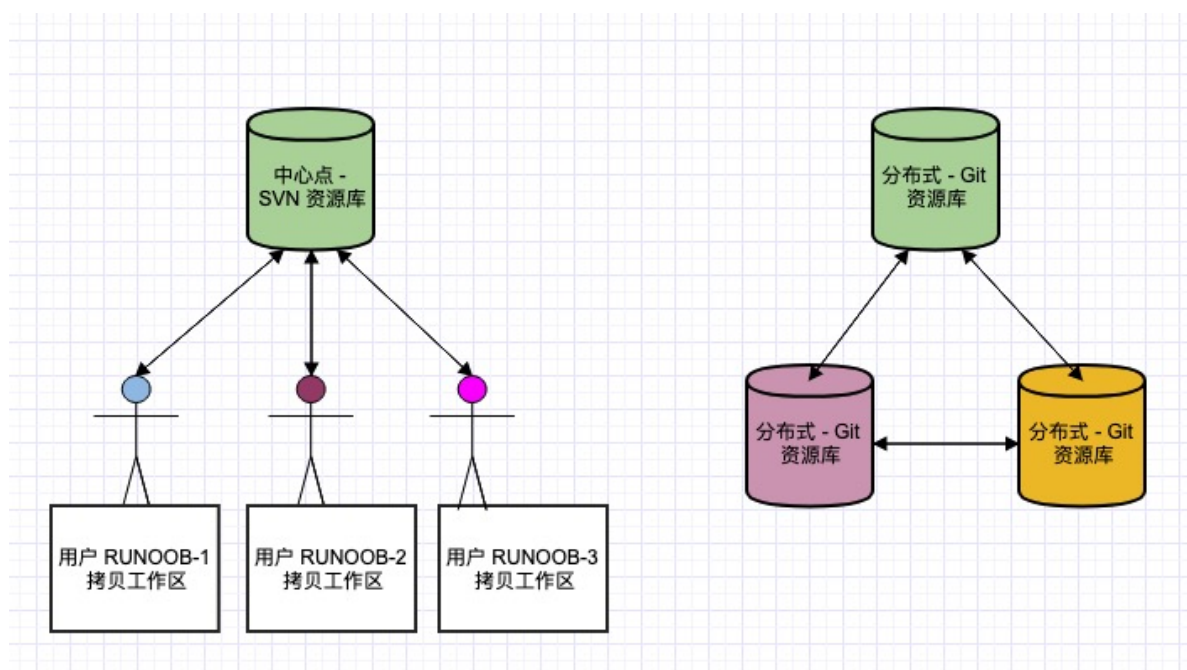 中心点 -
SVN 资源库
分布式 - Git
资源库
分布式 - Git
资源库
分布式 - Git
资源库
用户 RUNOOB-1
拷贝工作区
用户 RUNOOB-2
拷贝工作区
用户 RUNOOB-3
拷贝工作区